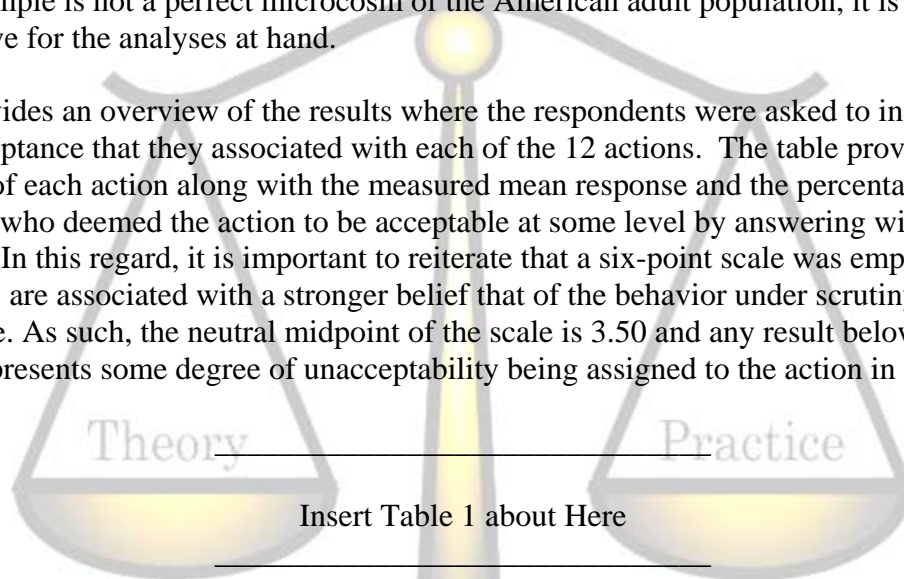 mple is not a perfect microcosm of the American adult population, it is
ve for the analyses at hand.
vides an overview of the results where the respondents were asked to in
ptance that they associated with each of the 12 actions. The table prov
of each action along with the measured mean response and the percenta
who deemed the action to be acceptable at some level by answering wi
In this regard, it is important to reiterate that a six-point scale was emp
are associated with a stronger belief that of the behavior under scrutiny
e. As such, the neutral midpoint of the scale is 3.50 and any result below
presents some degree of unacceptability being assigned to the action in
Theory Practice
Insert Table 1 about Here